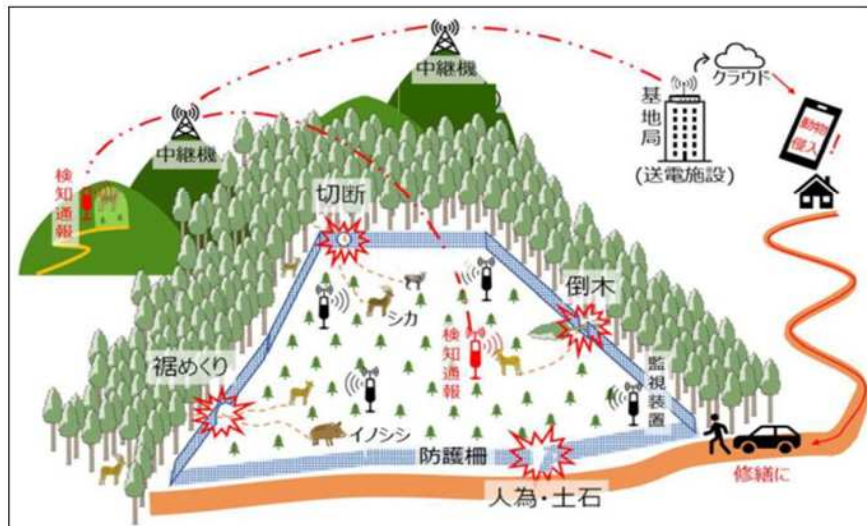 中継機
クラウド
中継機
基地局
動物
侵入
!
(送電施設)
検知通報
切断
倒木
シカ
検知通報
裾めくり
監視装置
イノシシ
防護柵
人為・土石
修繕に